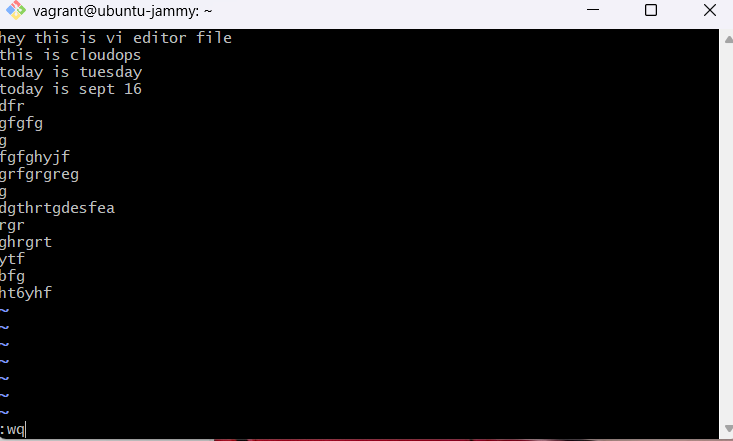 vagrant@ubuntu-jammy: ~
hey this is vi editor file
this is cloudops
today is tuesday
today is sept 16
dfr
gfgfg
g
fgfghyjf
grfgrgreg
g
dgthrtgdesfea
rgr
ghrgrt
ytf
bfg
ht6yhf
~
~
~
~
~
~
~
:wq